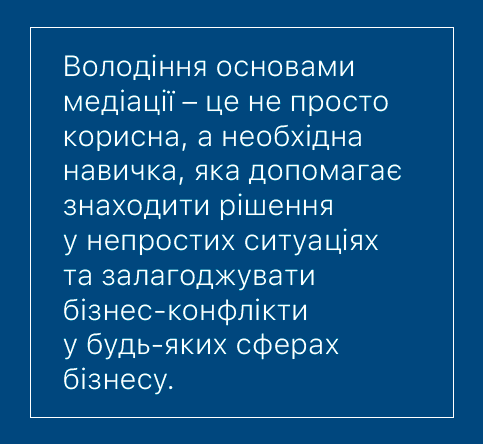 Володіння основами
медіації – це не просто
корисна, а необхідна
навичка, яка допомагає
знаходити рішення
у непростих ситуаціях
та залагоджувати
бізнес-конфлікти
у будь-яких сферах
бізнесу.